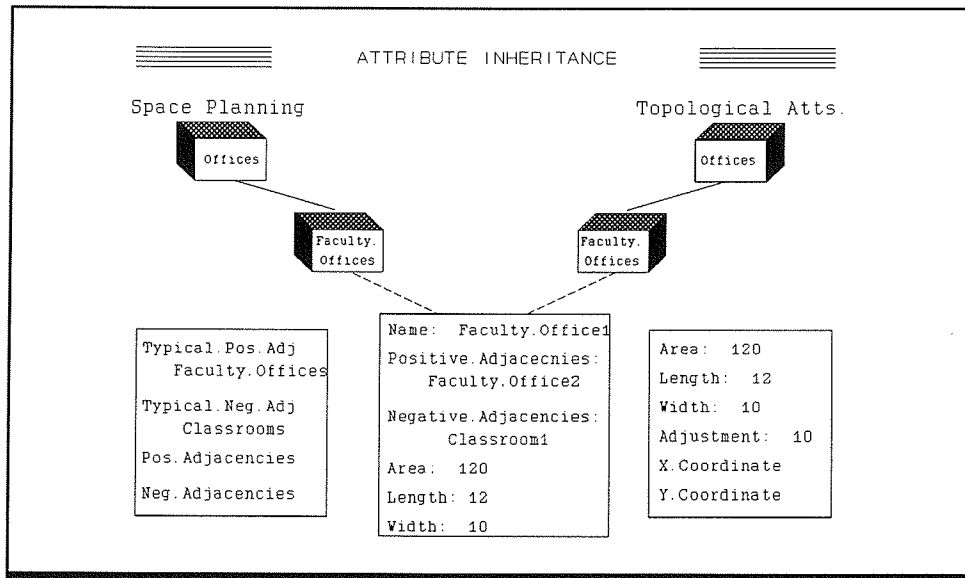 ATTRIBUTE INHERITANCE
Space Planning
Topological Atts.
Offices
Offices
Faculty.
Offices
Faculty.
Offices
Typical.Pos.Adj
Faculty.Offices
Typical.Neg.Adj
Classrooms
Pos.Adjacencies
Neg.Adjacencies
Name: Faculty.Office1
Positive.Adjacecnies:
Faculty.Office2
Negative.Adjacencies:
Classroom1
Area: 120
Length: 12
Width: 10
Area: 120
Length: 12
Width: 10
Adjustment: 10
X.Coordinate
Y.Coordinate